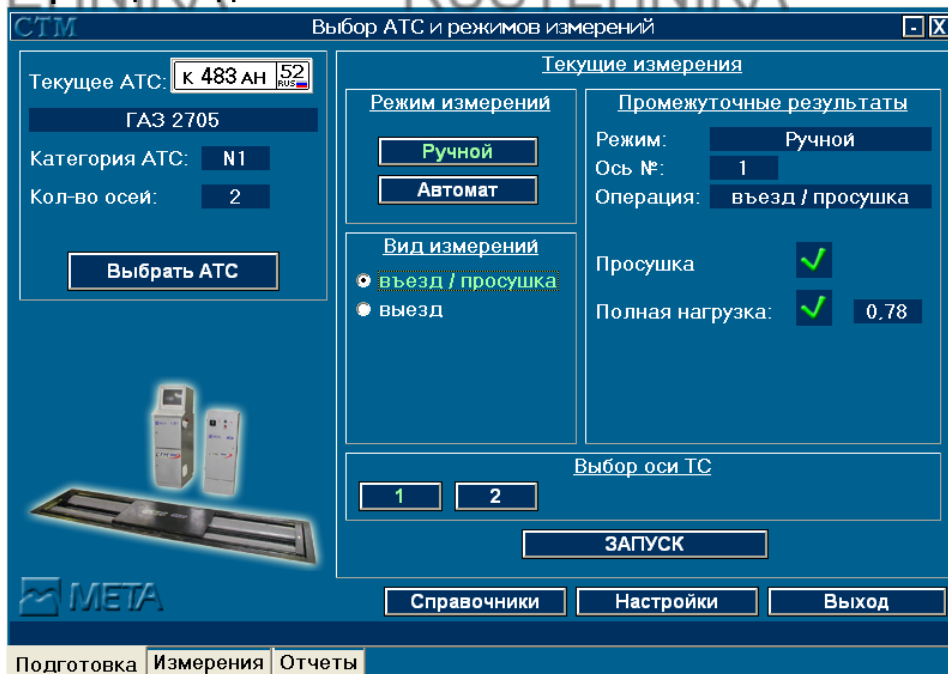 СТМ
Выбор АТС и режимов измерений
Текущее АТС: К 483 АН 52 RUS
ГАЗ 2705
Категория АТС: N1
Кол-во осей: 2
Выбрать АТС
META
Текущие измерения
Режим измерений
Ручной
Автомат
Вид измерений
въезд / просушка
выезд
Промежуточные результаты
Режим: Ручной
Ось №: 1
Операция: въезд / просушка
Просушка
Полная нагрузка: 0,78
Выбор оси ТС
1 2
ЗАПУСК
Справочники Настройки Выход
Подготовка Измерения Отчеты